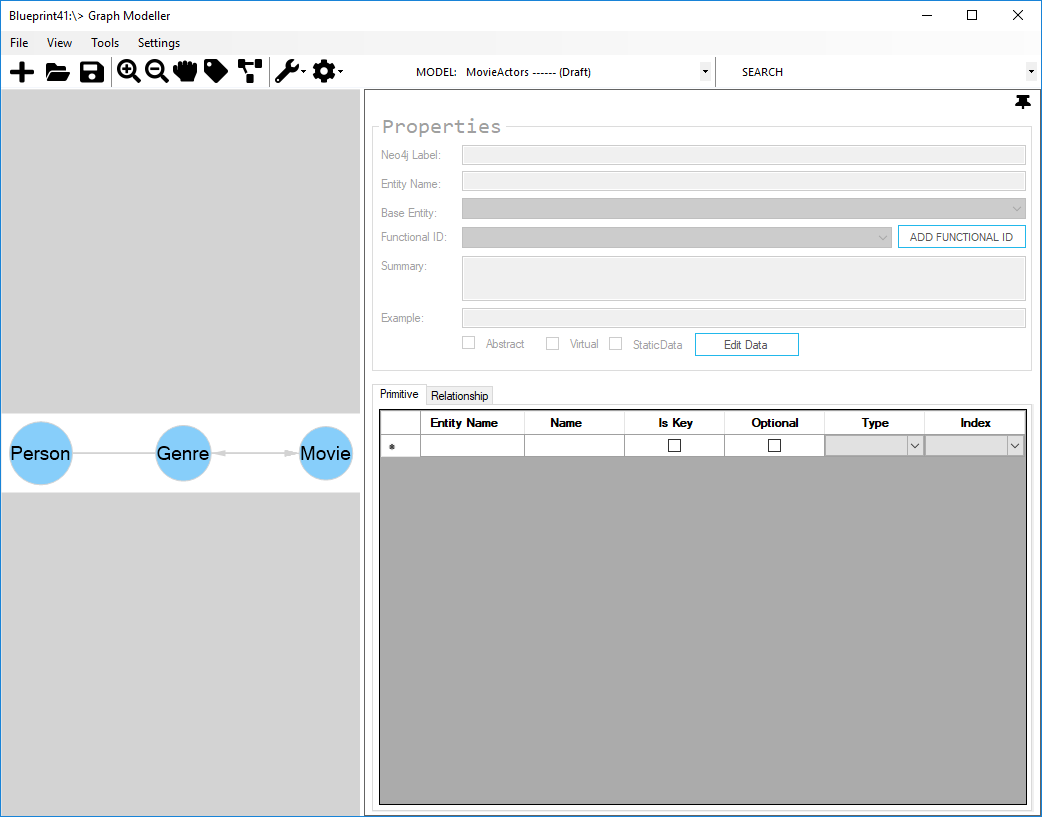 Blueprint41:\> Graph Modeller
File View Tools Settings
MODEL: MovieActors ------ (Draft) SEARCH
Person Genre Movie
Properties
Neo4j Label:
Entity Name:
Base Entity:
Functional ID: ADD FUNCTIONAL ID
Summary:
Example:
Abstract Virtual StaticData Edit Data
Primitive Relationship
Entity Name Name Is Key Optional Type Index
*